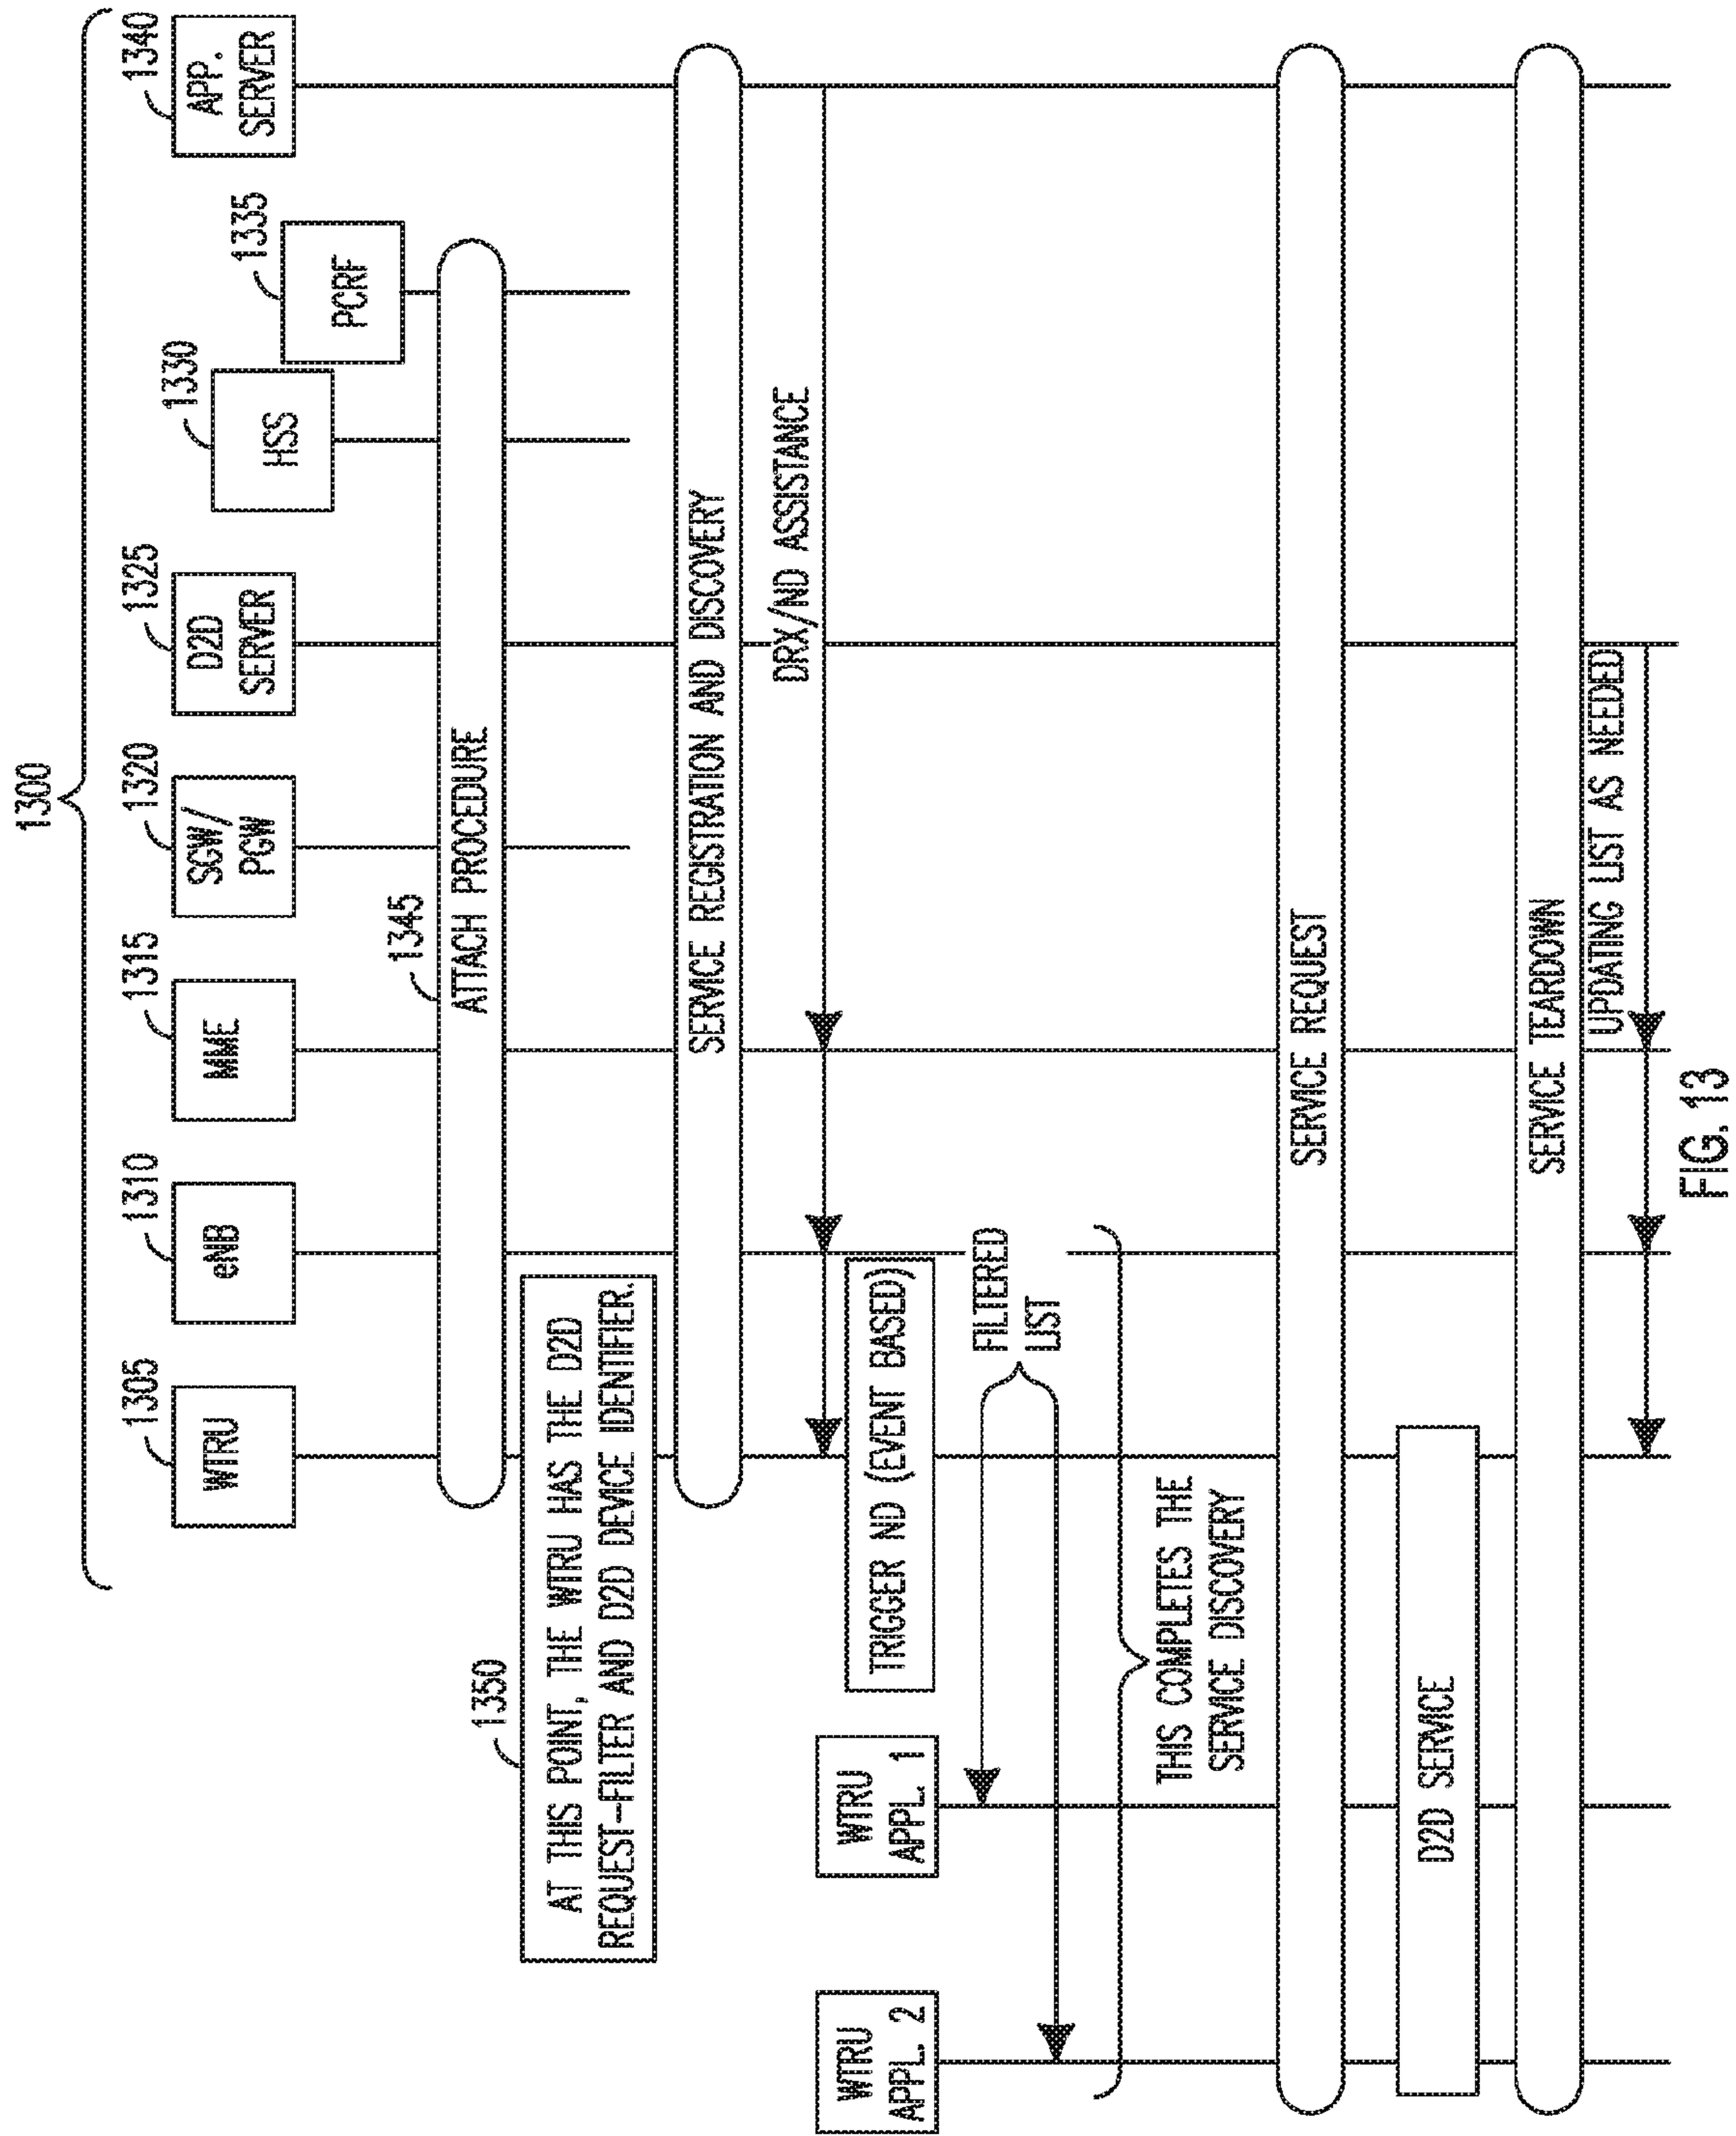 1300
1305
WTRU
1310
eNB
1315
MME
1320
SGW/
PGW
1325
D2D
SERVER
1330
HSS
1335
PCRF
1340
APP.
SERVER
1345
ATTACH PROCEDURE
1350
AT THIS POINT, THE WTRU HAS THE D2D
REQUEST-FILTER AND D2D DEVICE IDENTIFIER.
SERVICE REGISTRATION AND DISCOVERY
DRX/ND ASSISTANCE
WTRU
APPL. 2
WTRU
APPL. 1
TRIGGER ND (EVENT BASED)
FILTERED
LIST
THIS COMPLETES THE
SERVICE DISCOVERY
SERVICE REQUEST
D2D SERVICE
SERVICE TEARDOWN
UPDATING LIST AS NEEDED
FIG. 13